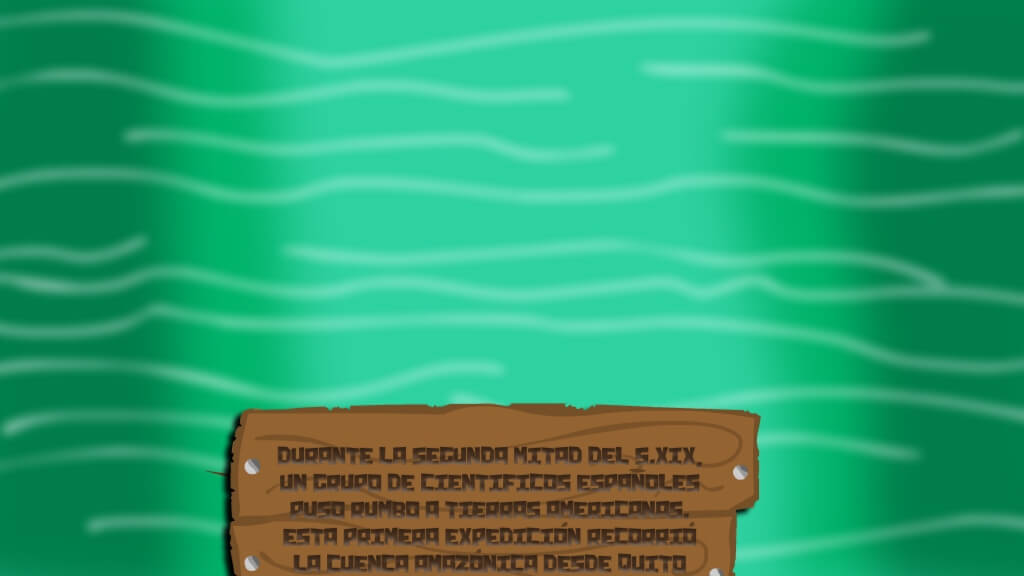 DURANTE LA SEGUNDA MITAD DEL S.XIX,
UN GRUPO DE CIENTIFICOS ESPAÑOLES
PUSO RUMBO A TIERRAS AMERICANAS.
ESTA PRIMERA EXPEDICIÓN RECORRIÓ
LA CUENCA AMAZÓNICA DESDE QUITO